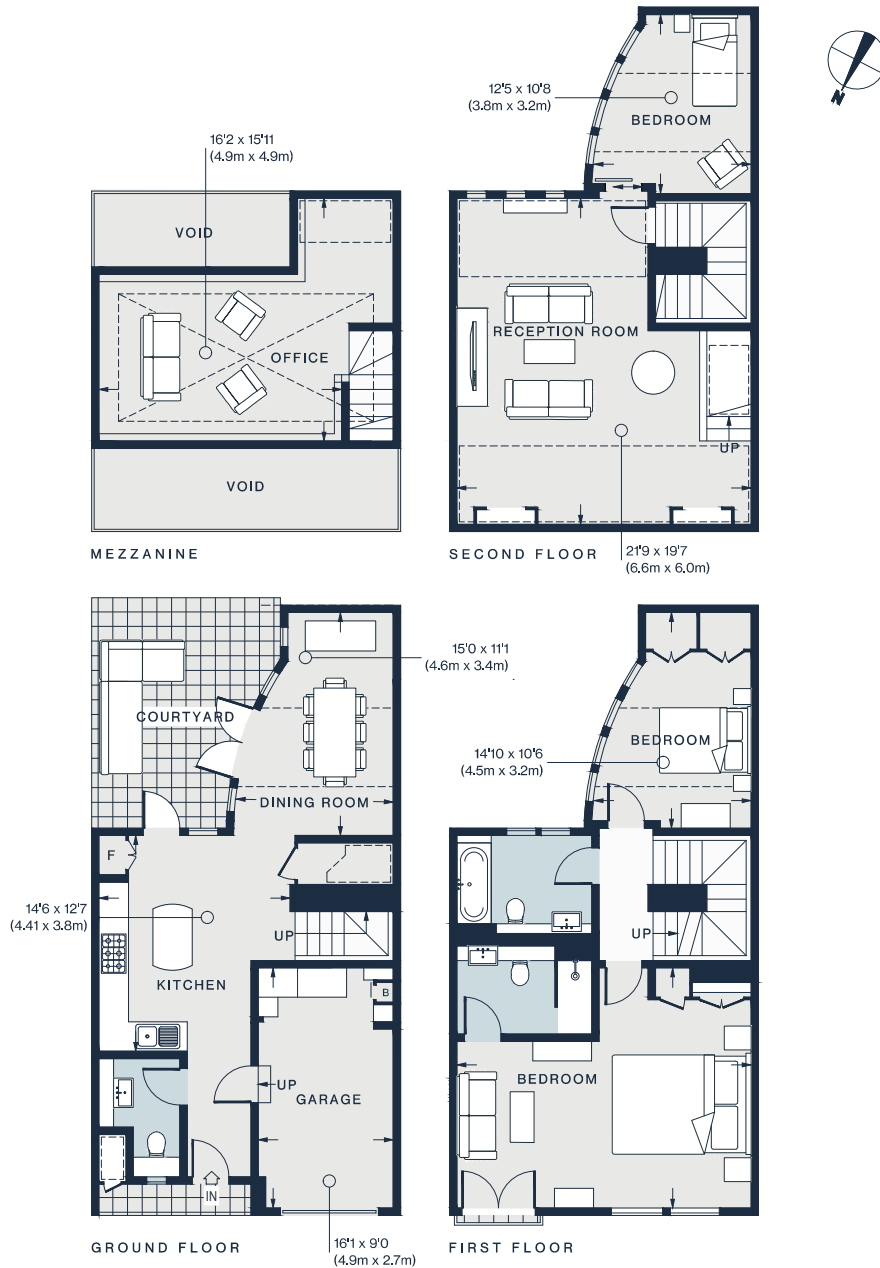 12'5 x 10'8
(3.8m x 3.2m)
BEDROOM
N
16'2 x 15'11
(4.9m x 4.9m)
VOID
OFFICE
VOID
MEZZANINE
RECEPTION ROOM
UP
SECOND FLOOR
21'9 x 19'7
(6.6m x 6.0m)
15'0 x 11'1
(4.6m x 3.4m)
COURTYARD
DINING ROOM
F
14'6 x 12'7
(4.41 x 3.8m)
UP
KITCHEN
B
UP
GARAGE
IN
GROUND FLOOR
16'1 x 9'0
(4.9m x 2.7m)
BEDROOM
14'10 x 10'6
(4.5m x 3.2m)
UP
BEDROOM
FIRST FLOOR